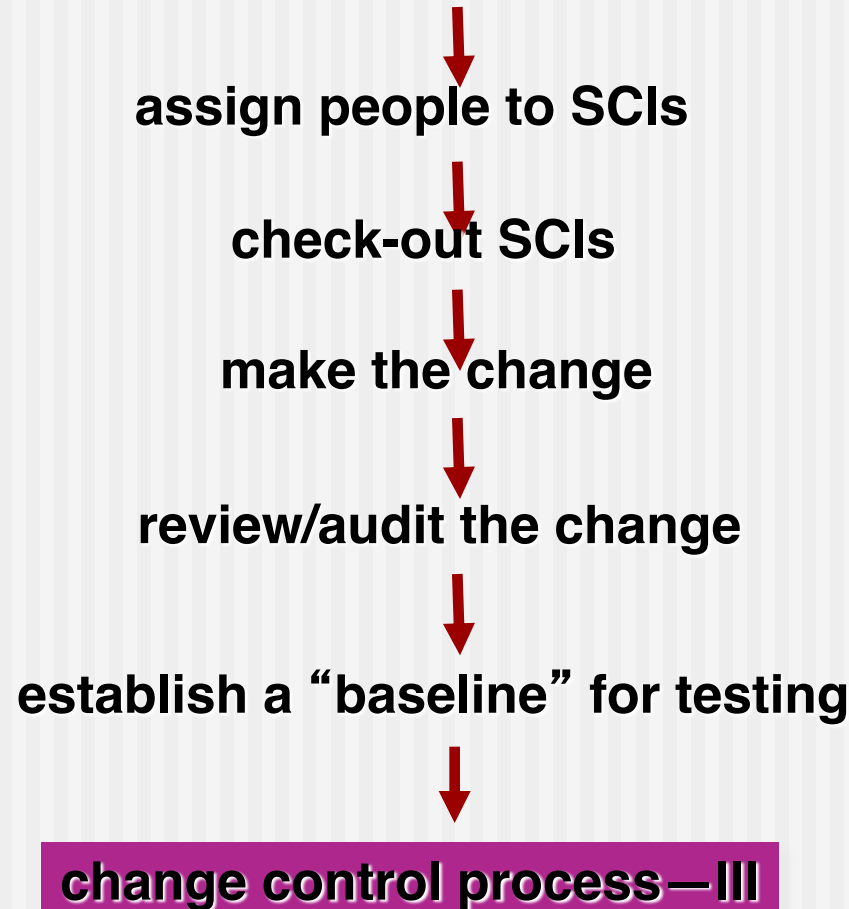 assign people to SCIs
check-out SCIs
make the change
review/audit the change
establish a “baseline” for testing
change control process—III